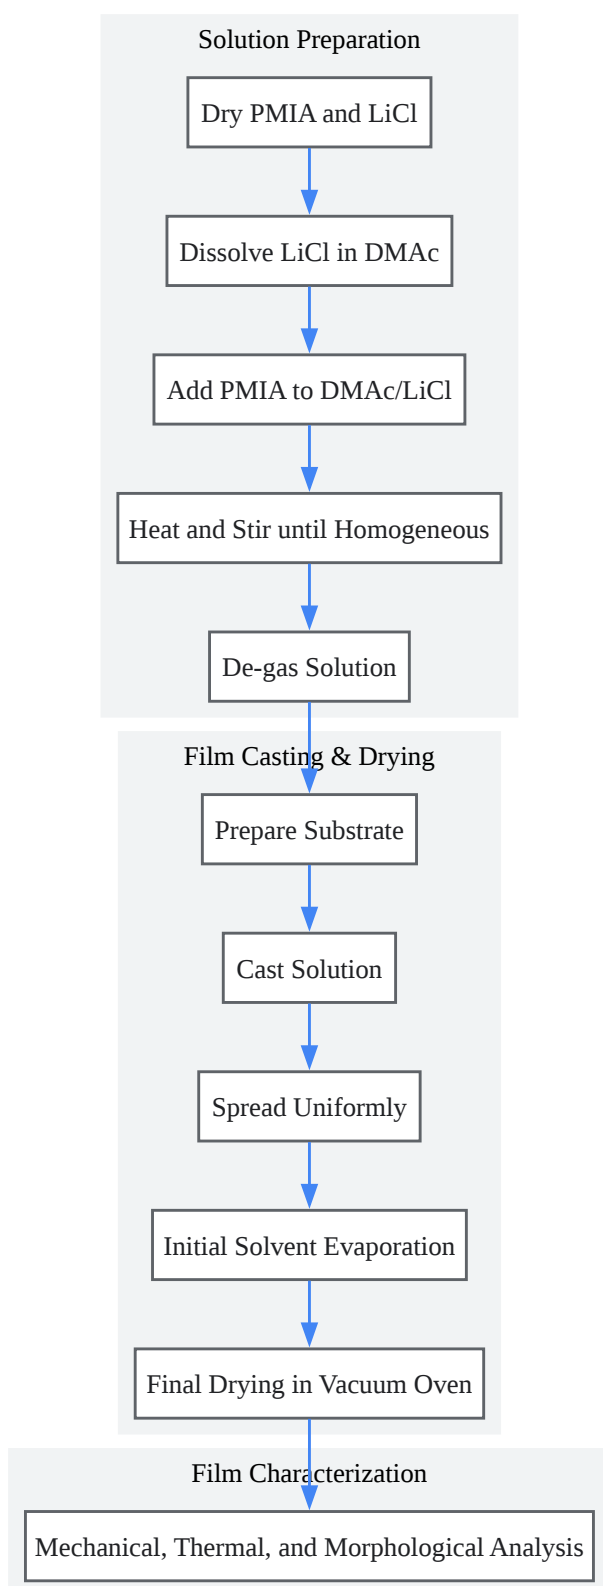 Solution Preparation
Dry PMIA and LiCl
Dissolve LiCl in DMAc
Add PMIA to DMAc/LiCl
Heat and Stir until Homogeneous
De-gas Solution
Film Casting & Drying
Prepare Substrate
Cast Solution
Spread Uniformly
Initial Solvent Evaporation
Final Drying in Vacuum Oven
Film Characterization
Mechanical, Thermal, and Morphological Analysis